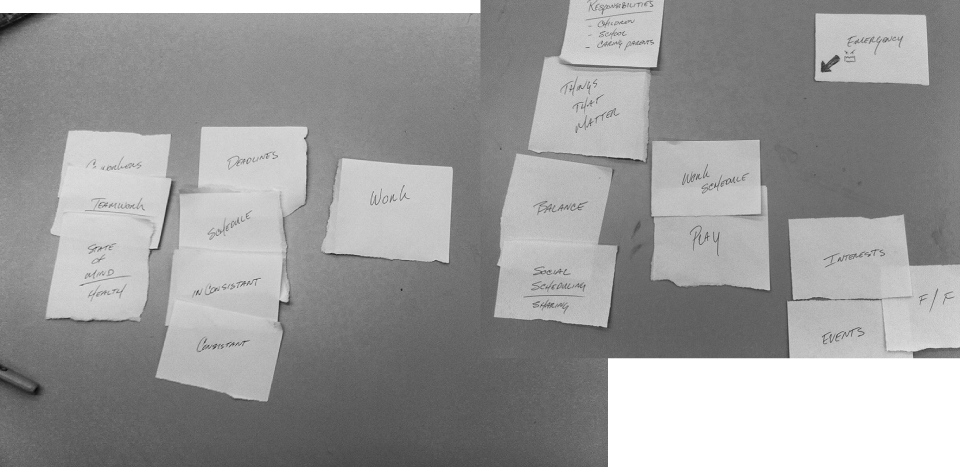 Coworkers
TEAMWORK
STATE
OF
MIND
HEALTH
DEADLINES
SCHEDULE
INCONSISTANT
CONSISTANT
WORK
RESPONSIBILITIES
- CHILDREN
- SCHOOL
- CARING PARENTS
THINGS
THAT
MATTER
BALANCE
SOCIAL
SCHEDULING
SHARING
WORK
SCHEDULE
PLAY
EMERGENCY
INTERESTS
EVENTS
F/F